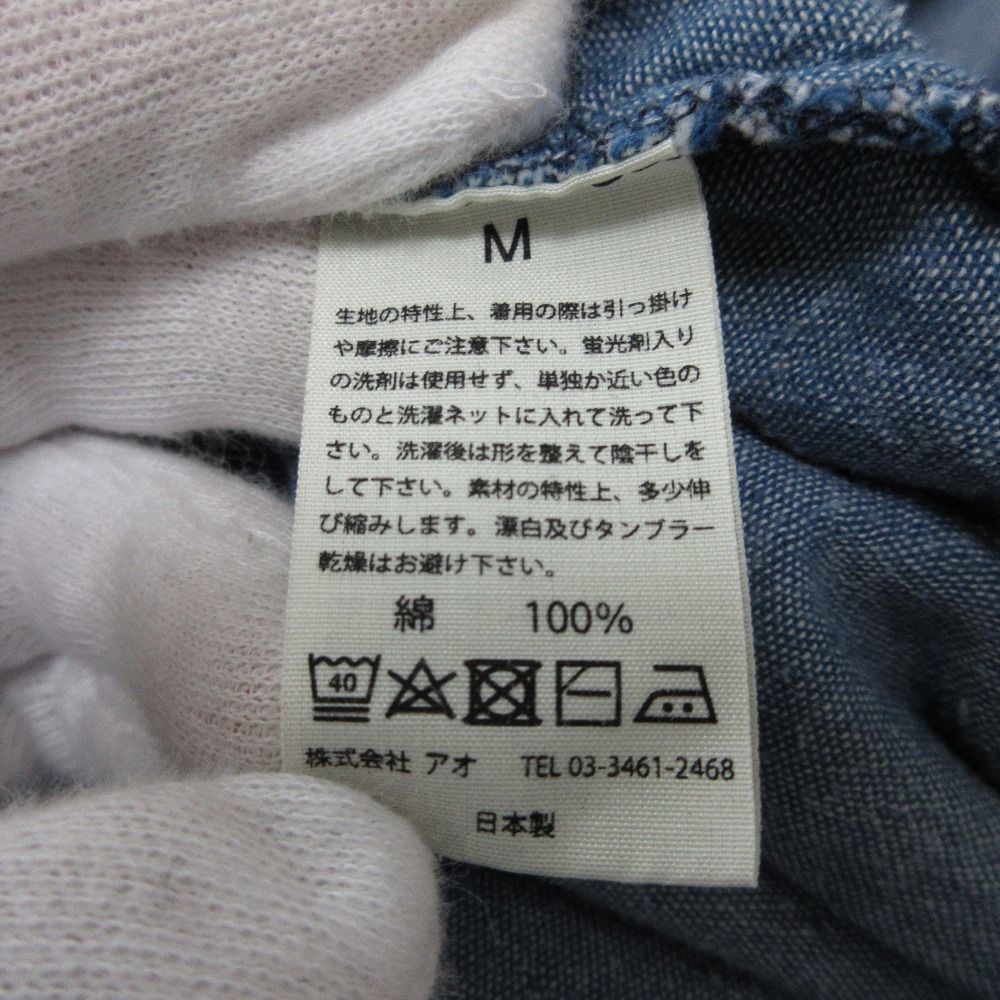 M
生地の特性上、着用の際は引っ掛け
や摩擦にご注意下さい。蛍光剤入り
の洗剤は使用せず、単独か近い色の
ものと洗濯ネットに入れて洗って下
さい。洗濯後は形を整えて陰干しを
して下さい。素材の特性上、多少伸
び縮みします。漂白及びタンブラー
乾燥はお避け下さい。
綿 100%
40
株式会社 アオ TEL 03-3461-2468
日本製